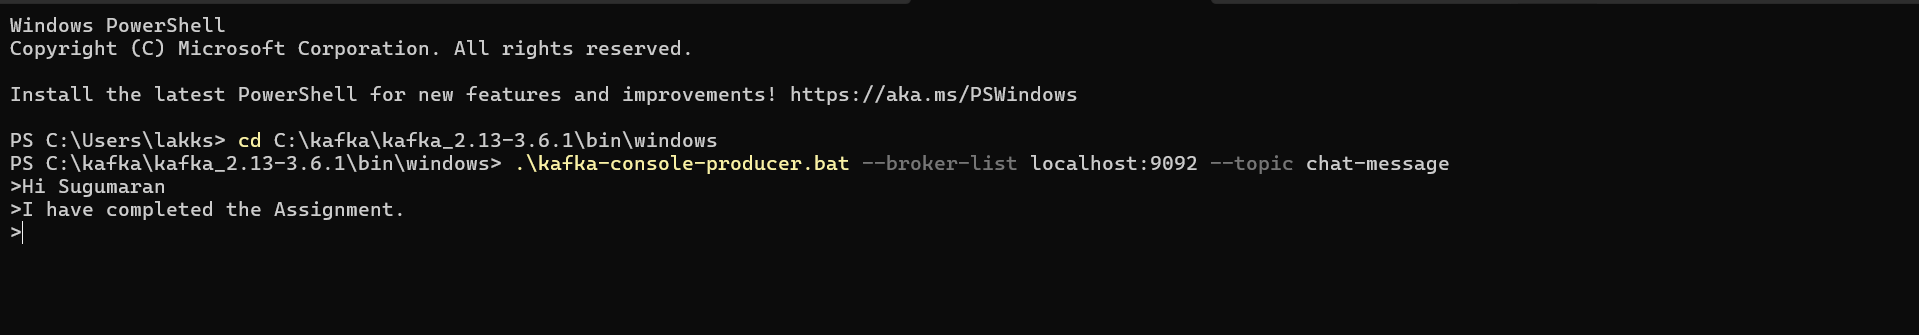 Windows PowerShell
Copyright (C) Microsoft Corporation. All rights reserved.
Install the latest PowerShell for new features and improvements! https://aka.ms/PSWindows
PS C:\Users\lakks> cd C:\kafka\kafka_2.13-3.6.1\bin\windows
PS C:\kafka\kafka_2.13-3.6.1\bin\windows> .\kafka-console-producer.bat --broker-list localhost:9092 --topic chat-message
>Hi Sugumaran
>I have completed the Assignment.
>